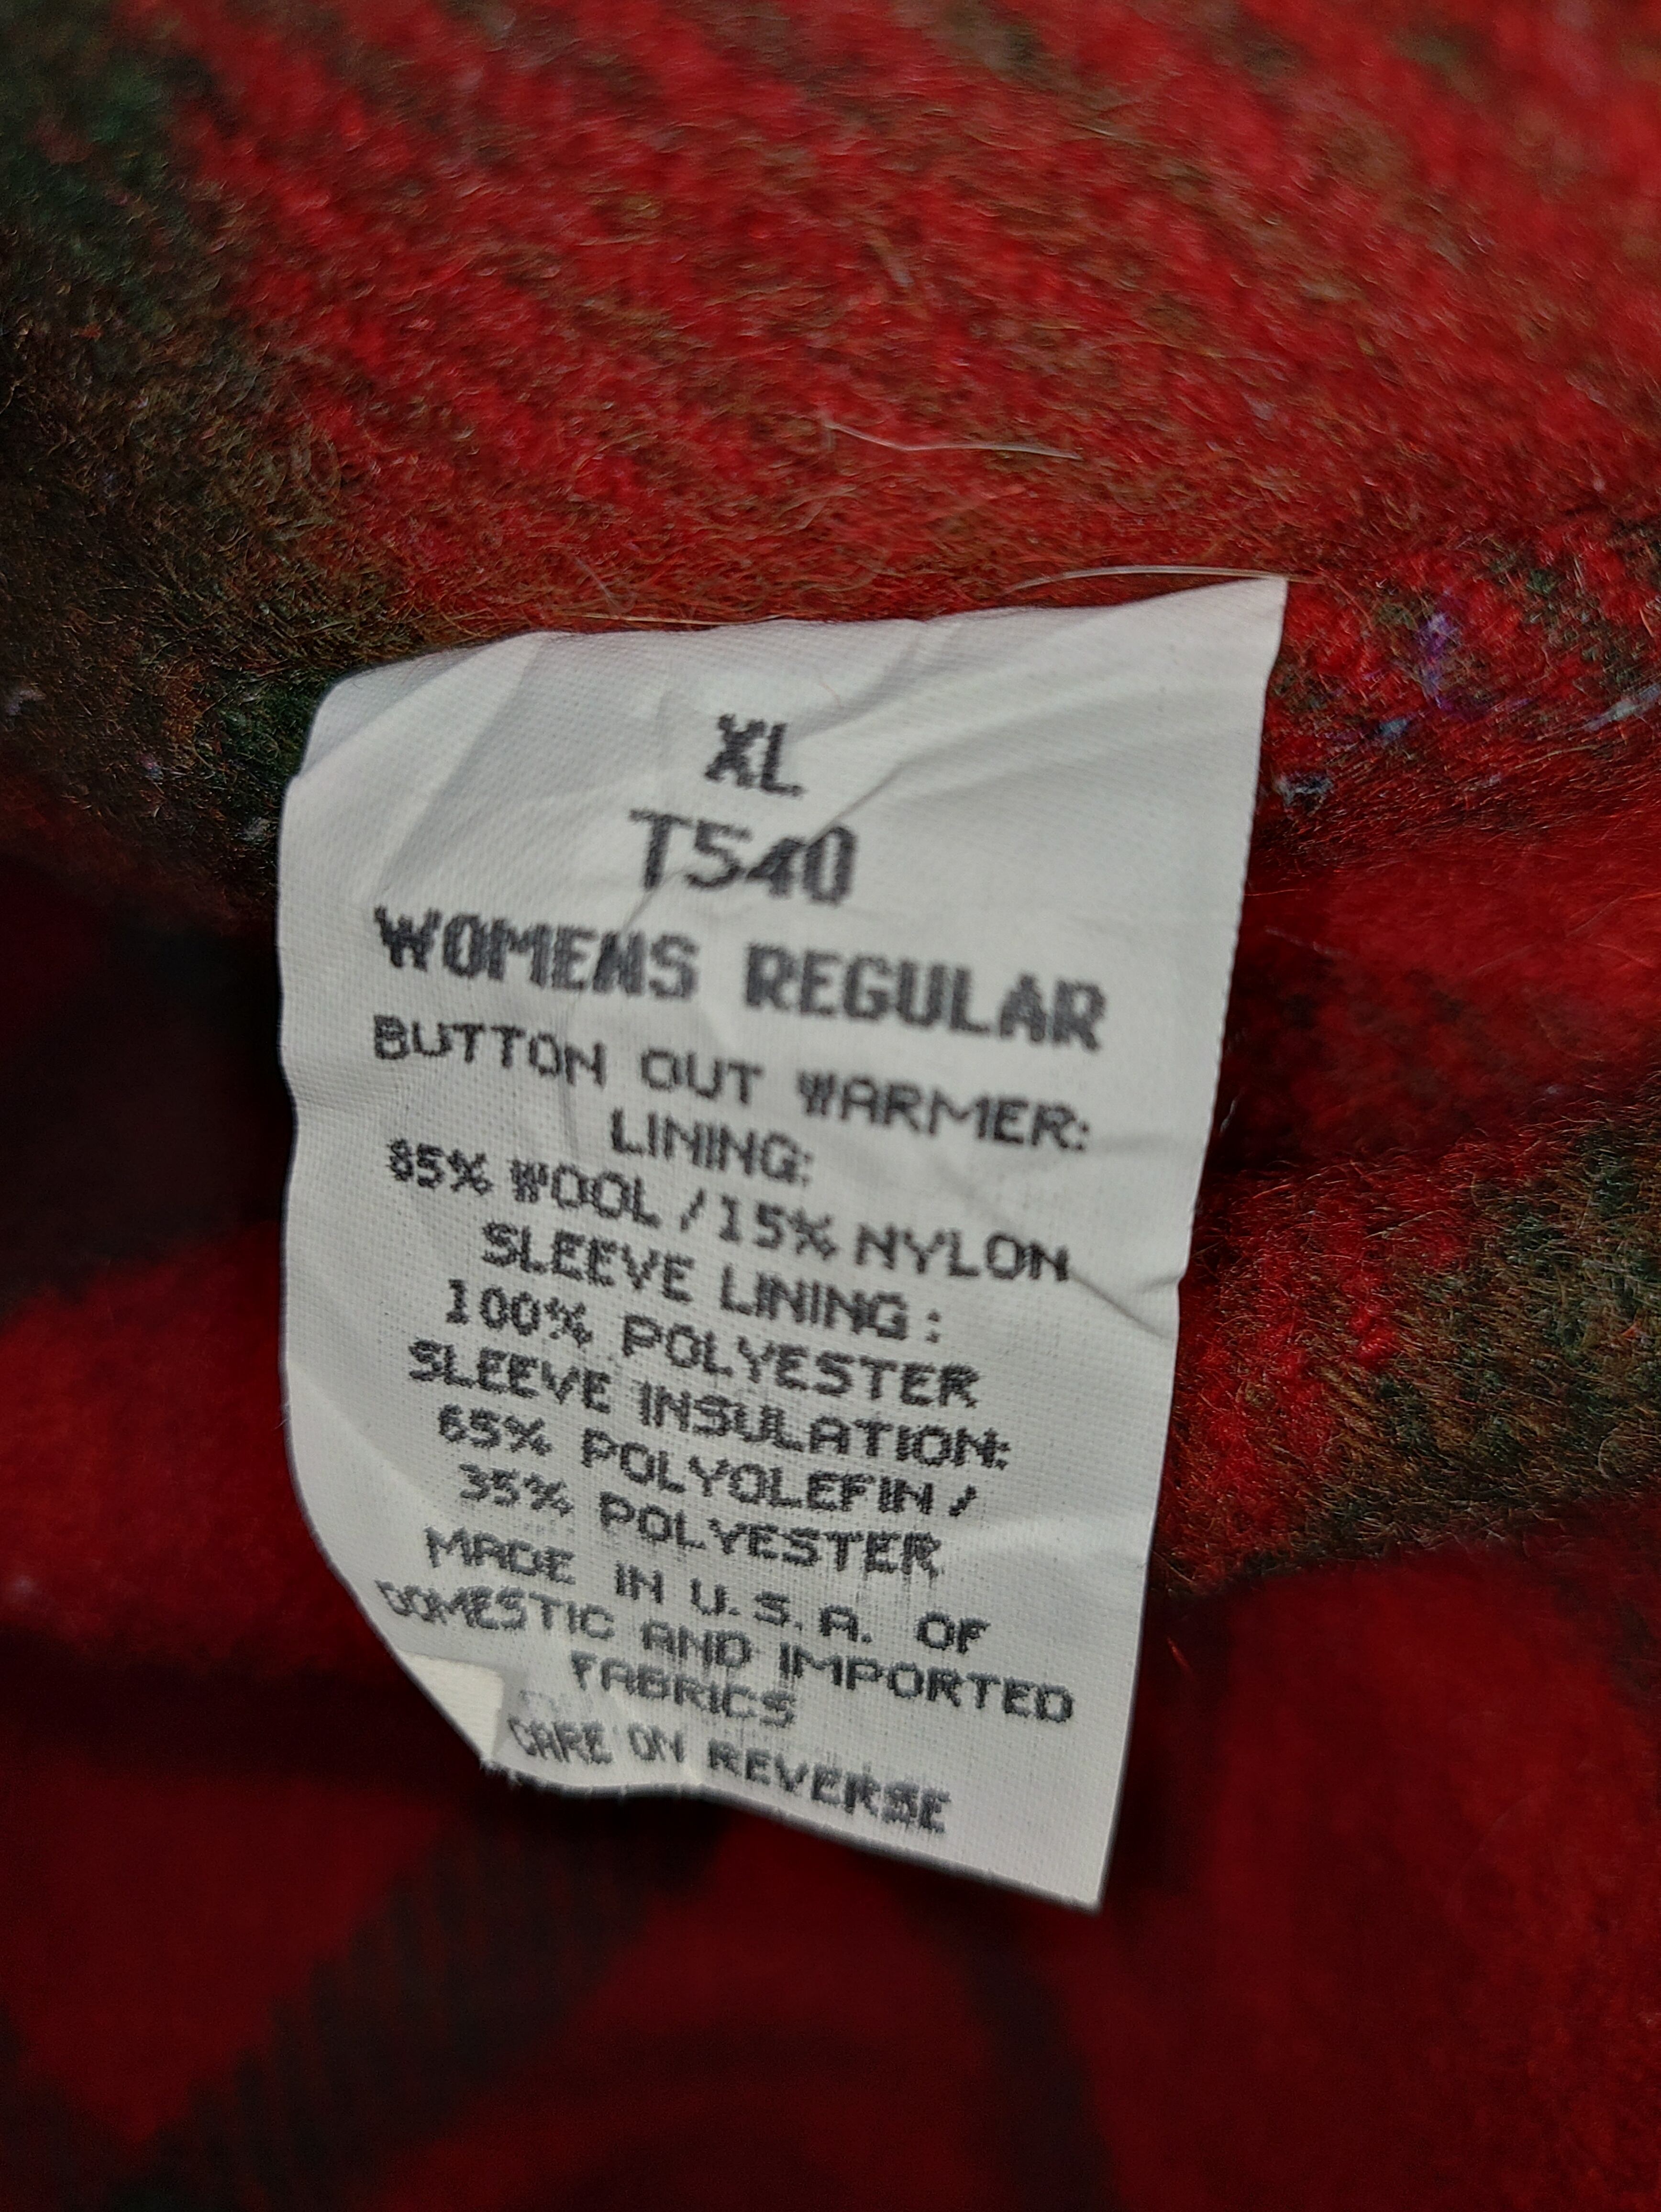 XL
T540
WOMENS REGULAR
BUTTON OUT WARMER:
LINING:
85% WOOL / 15% NYLON
SLEEVE LINING:
100% POLYESTER
SLEEVE INSULATION:
65% POLYOLEFIN /
35% POLYESTER
MADE IN U.S.A. OF
DOMESTIC AND IMPORTED
FABRICS
CARE ON REVERSE